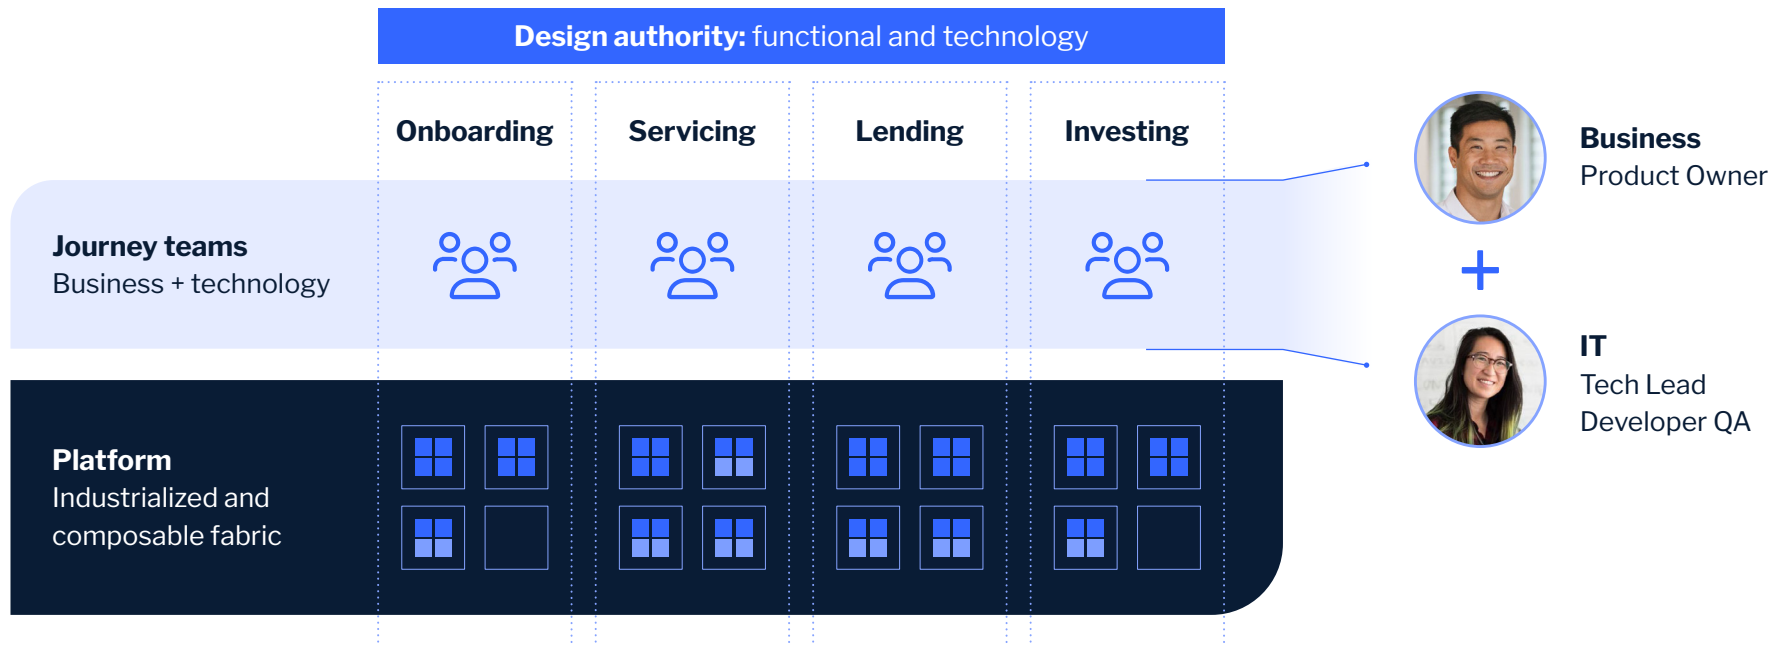 Design authority: functional and technology
Onboarding
Servicing
Lending
Investing
Journey teams
Business + technology
Business
Product Owner
IT
Tech Lead
Developer QA
Platform
Industrialized and
composable fabric